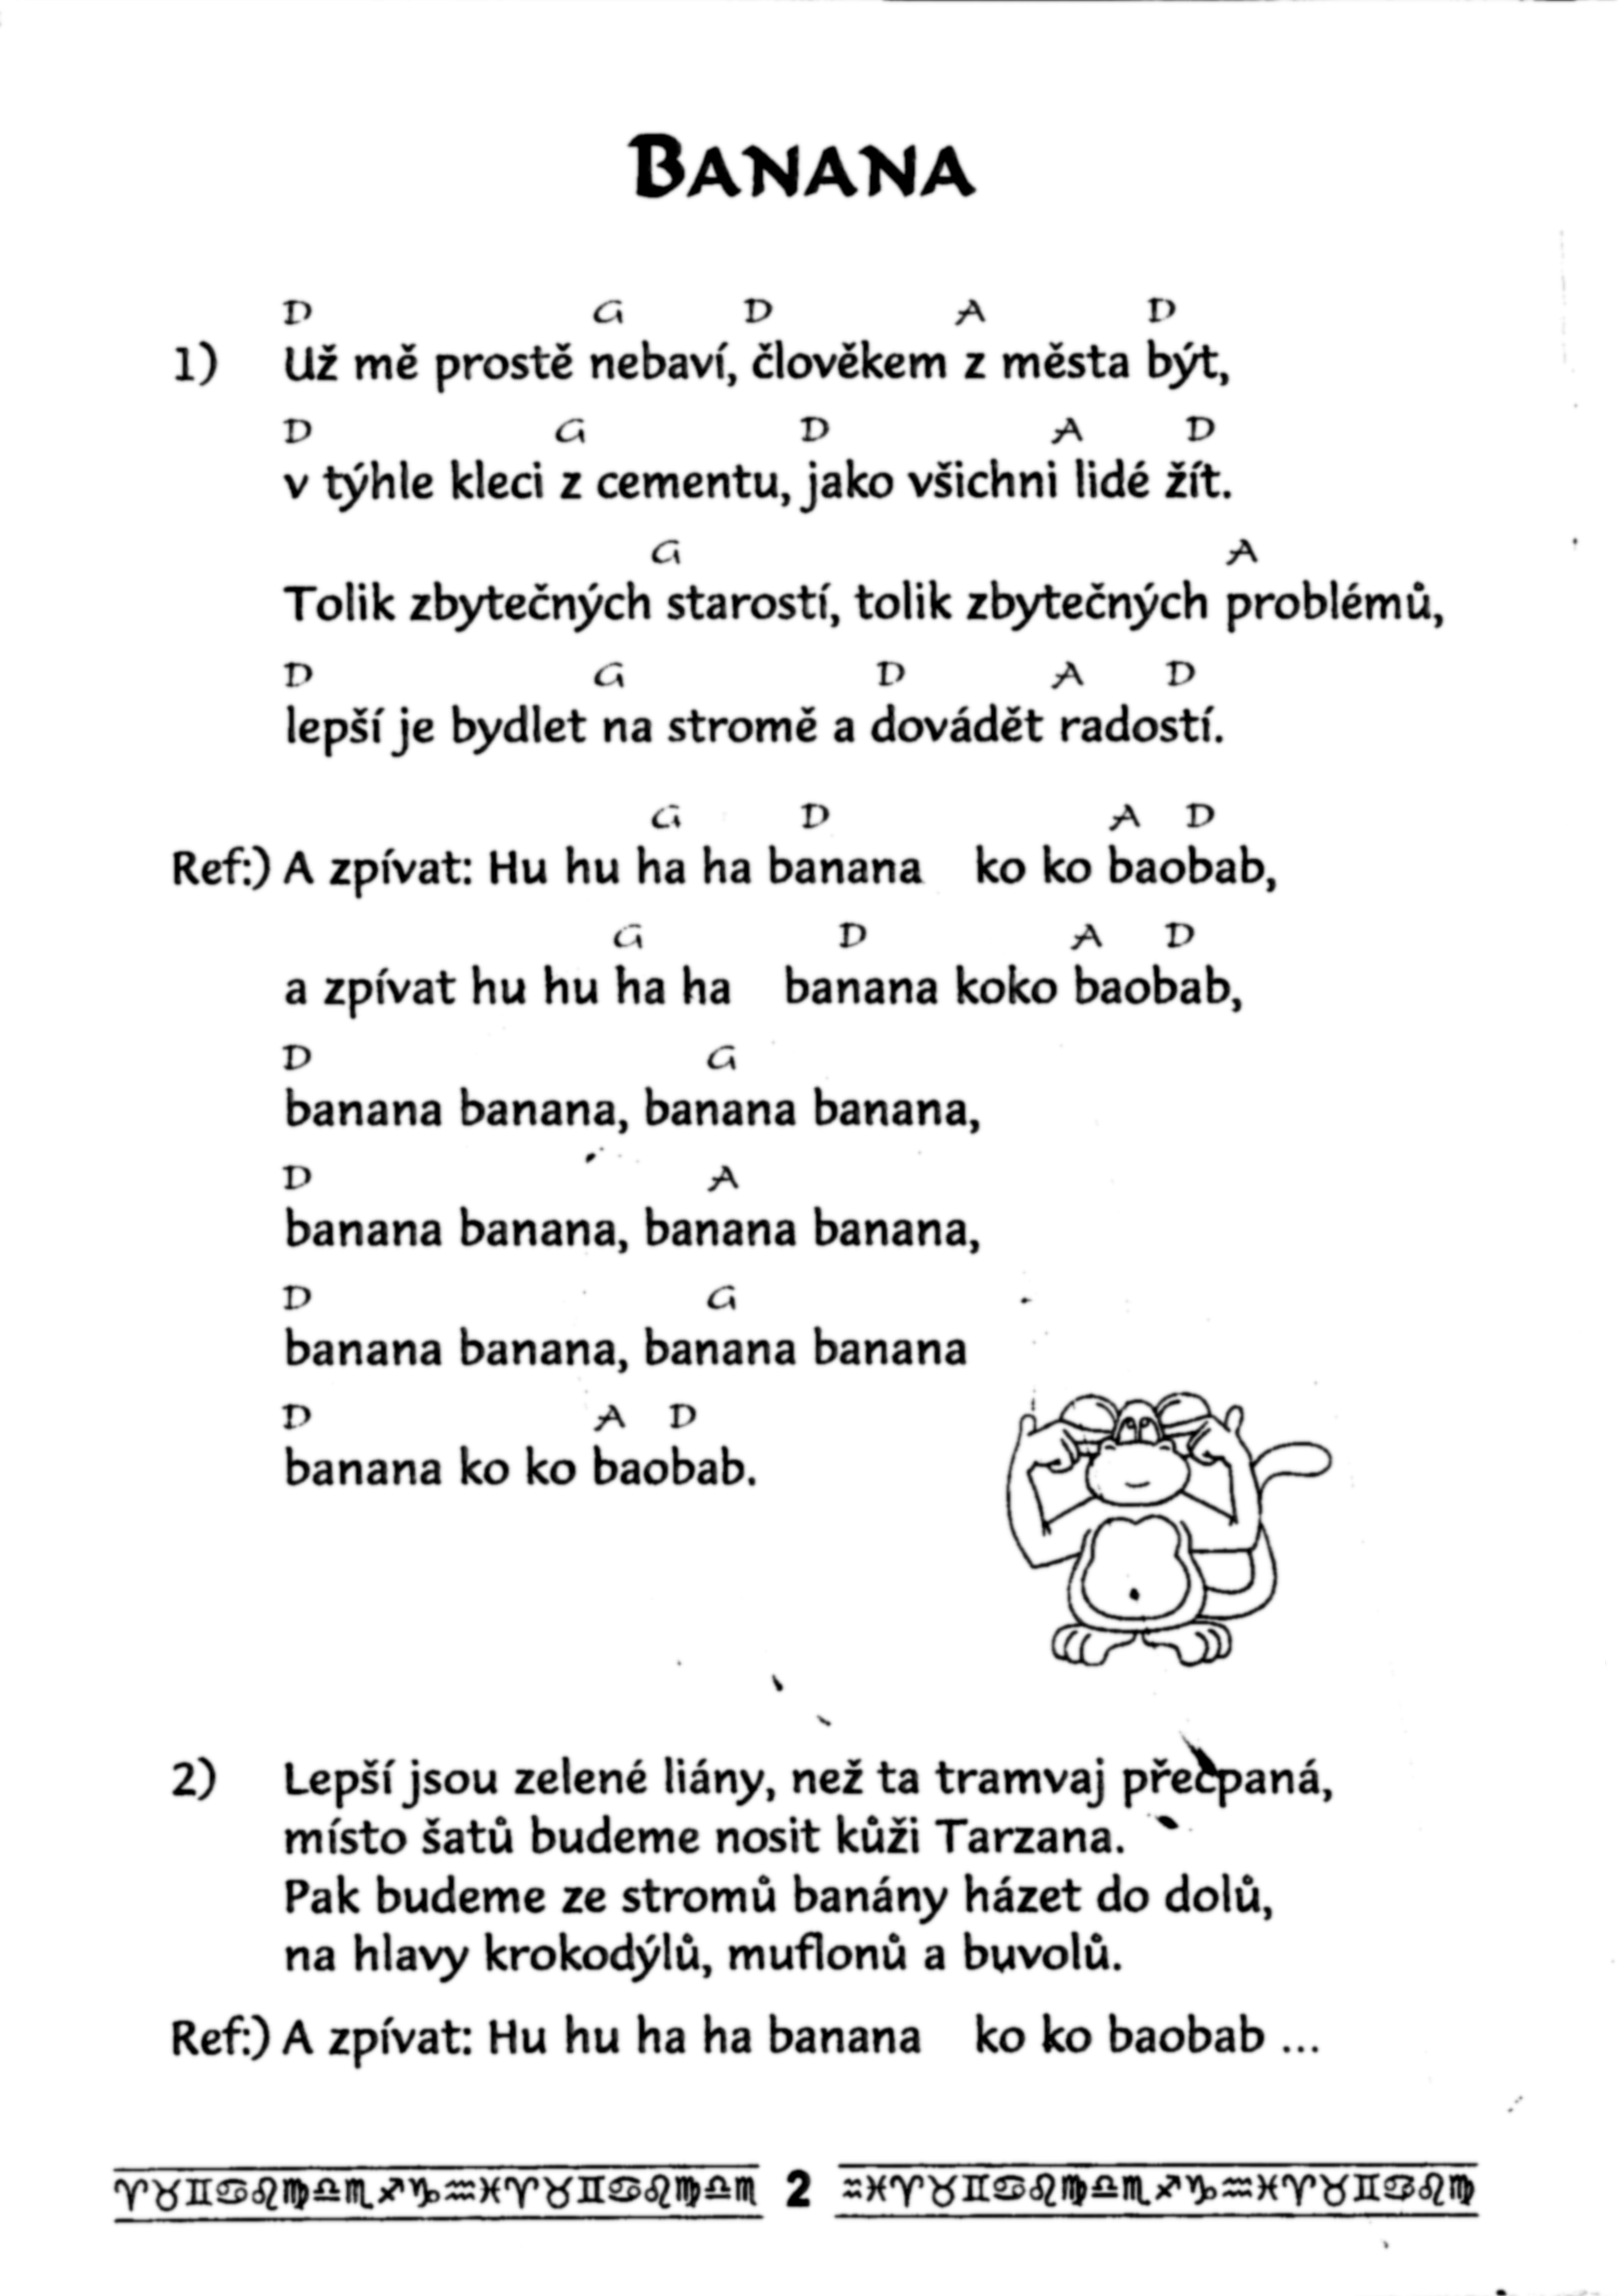 BANANA
D G D A D
1) Už mě prostě nebaví, člověkem z města být,
D G D A D
v týhle kleci z cementu, jako všichni lidé žít.
G A
Tolik zbytečných starostí, tolik zbytečných problémů,
D G D A D
lepší je bydlet na stromě a dovádět radostí.
G D A D
Ref:) A zpívat: Hu hu ha ha banana ko ko baobab,
G D A D
a zpívat hu hu ha ha banana koko baobab,
D G
banana banana, banana banana,
D A
banana banana, banana banana,
D G
banana banana, banana banana
D A D
banana ko ko baobab.
2) Lepší jsou zelené liány, než ta tramvaj přecpaná,
místo šatů budeme nosit kůži Tarzana.
Pak budeme ze stromů banány házet do dolů,
na hlavy krokodýlů, muflonů a buvolů.
Ref:) A zpívat: Hu hu ha ha banana ko ko baobab ...
♈♉♊♋♌♍♎♏♐♑♒♓♈♉♊♋♌♍♎♏ 2 ♒♓♈♉♊♋♌♍♎♏♐♑♒♓♈♉♊♋♌♍